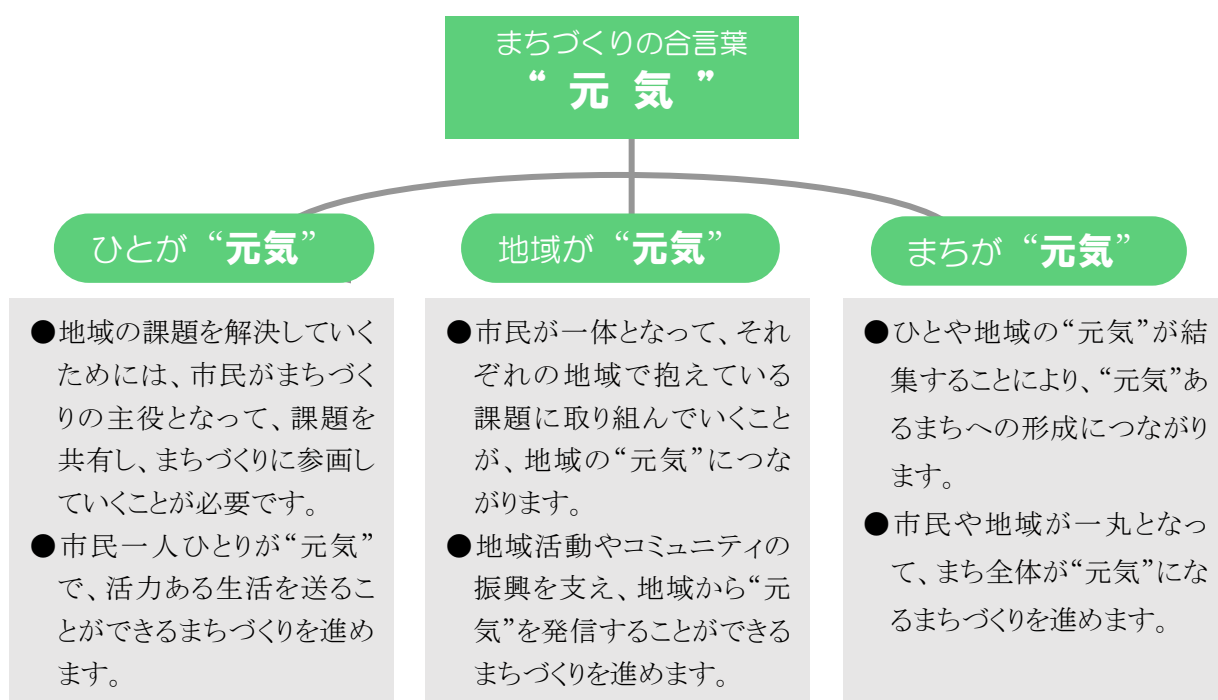 まちづくりの合言葉
“ 元 気 ”
ひとが “元気”
●地域の課題を解決していく
ためには、市民がまちづく
りの主役となって、課題を
共有し、まちづくりに参画し
ていくことが必要です。
●市民一人ひとりが“元気”
で、活力ある生活を送るこ
とができるまちづくりを進め
ます。
地域が “元気”
●市民が一体となって、それ
ぞれの地域で抱えている
課題に取り組んでいくこと
が、地域の“元気”につな
がります。
●地域活動やコミュニティの
振興を支え、地域から“元
気”を発信することができる
まちづくりを進めます。
まちが “元気”
●ひとや地域の“元気”が結
集することにより、“元気”あ
るまちへの形成につながり
ます。
●市民や地域が一丸となっ
て、まち全体が“元気”にな
るまちづくりを進めます。